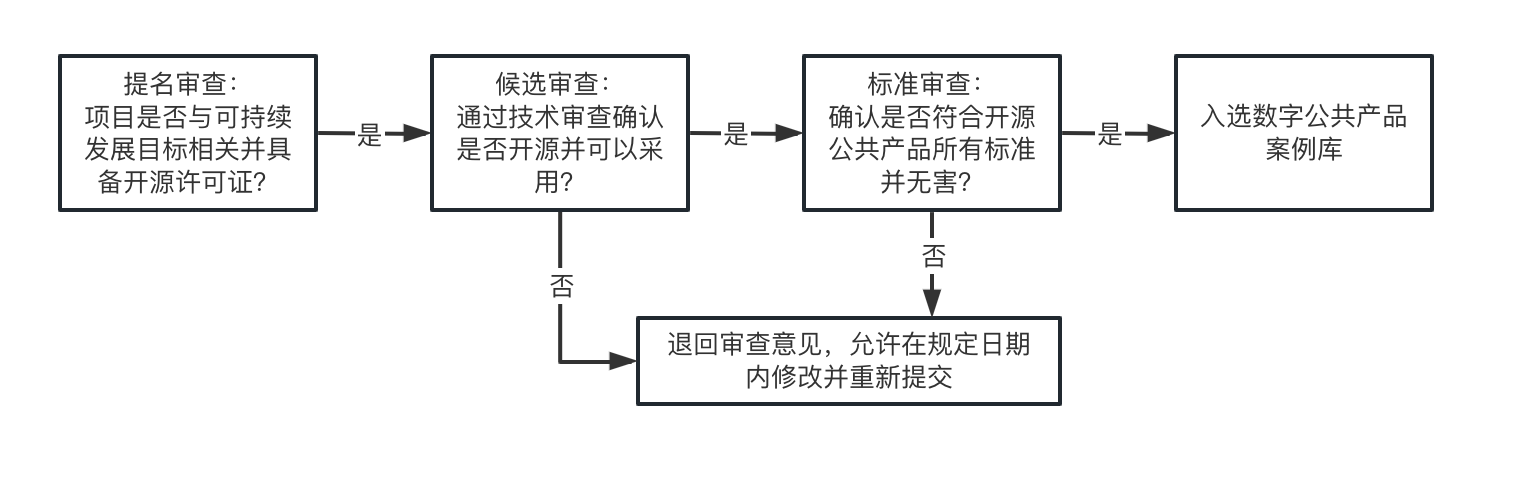 提名审查：
项目是否与可持续
发展目标相关并具
备开源许可证？
是
候选审查：
通过技术审查确认
是否开源并可以采
用？
是
标准审查：
确认是否符合开源
公共产品所有标准
并无害？
是
入选数字公共产品
案例库
否
否
退回审查意见，允许在规定日期
内修改并重新提交